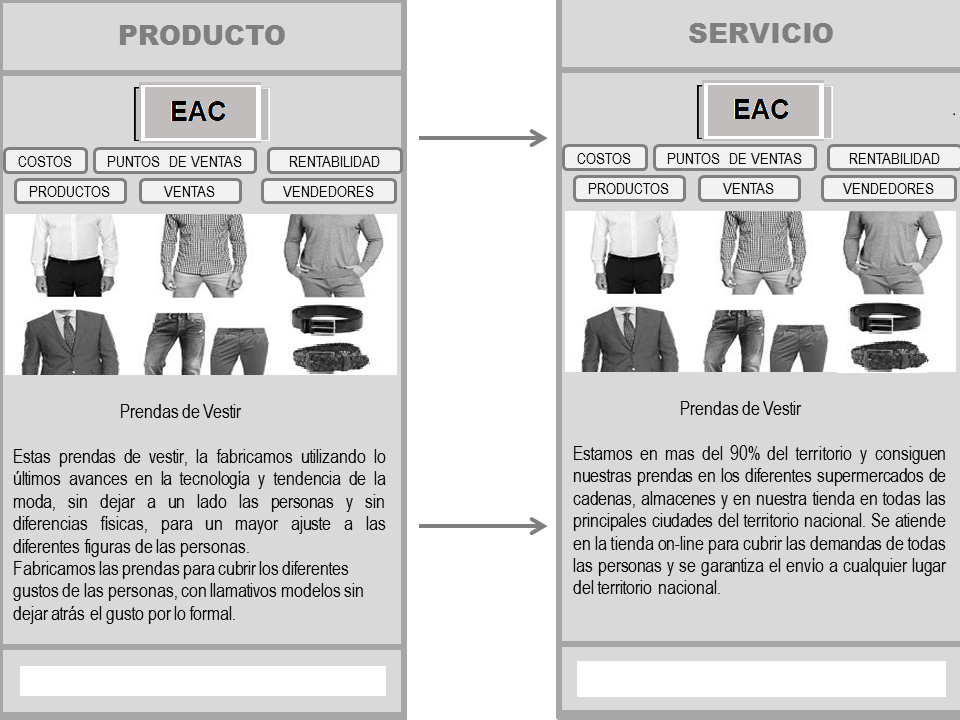 PRODUCTO
EAC
COSTOS
PUNTOS DE VENTAS
RENTABILIDAD
PRODUCTOS
VENTAS
VENDEDORES
Prendas de Vestir
Estas prendas de vestir, la fabricamos utilizando lo
últimos avances en la tecnología y tendencia de la
moda, sin dejar a un lado las personas y sin
diferencias físicas, para un mayor ajuste a las
diferentes figuras de las personas.
Fabricamos las prendas para cubrir los diferentes
gustos de las personas, con llamativos modelos sin
dejar atrás el gusto por lo formal.
SERVICIO
EAC
.
COSTOS
PUNTOS DE VENTAS
RENTABILIDAD
PRODUCTOS
VENTAS
VENDEDORES
Prendas de Vestir
Estamos en mas del 90% del territorio y consiguen
nuestras prendas en los diferentes supermercados de
cadenas, almacenes y en nuestra tienda en todas las
principales ciudades del territorio nacional. Se atiende
en la tienda on-line para cubrir las demandas de todas
las personas y se garantiza el envío a cualquier lugar
del territorio nacional.